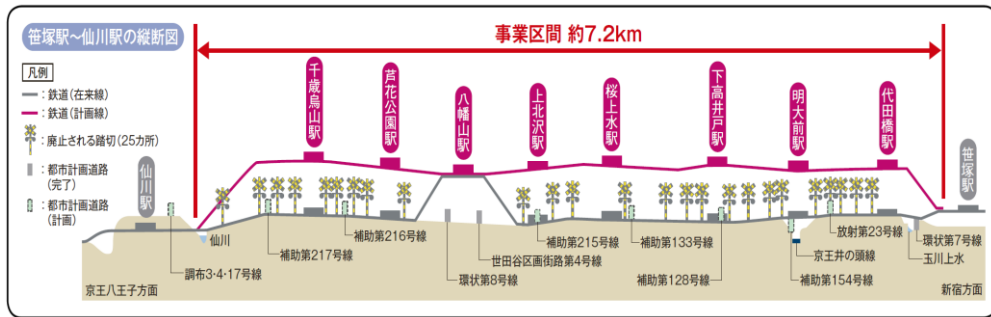 笹塚駅～仙川駅の縦断図
事業区間 約7.2km
凡例
：鉄道（在来線）
：鉄道（計画線）
：廃止される踏切（25カ所）
：都市計画道路
（完了）
：都市計画道路
（計画）
仙川駅
千歳烏山駅
芦花公園駅
八幡山駅
上北沢駅
桜上水駅
下高井戸駅
明大前駅
代田橋駅
笹塚駅
仙川
調布3・4・17号線
補助第217号線
補助第216号線
環状第8号線
世田谷区画街路第4号線
補助第215号線
補助第133号線
補助第128号線
補助第154号線
京王井の頭線
放射第23号線
玉川上水
環状第7号線
京王八王子方面
新宿方面